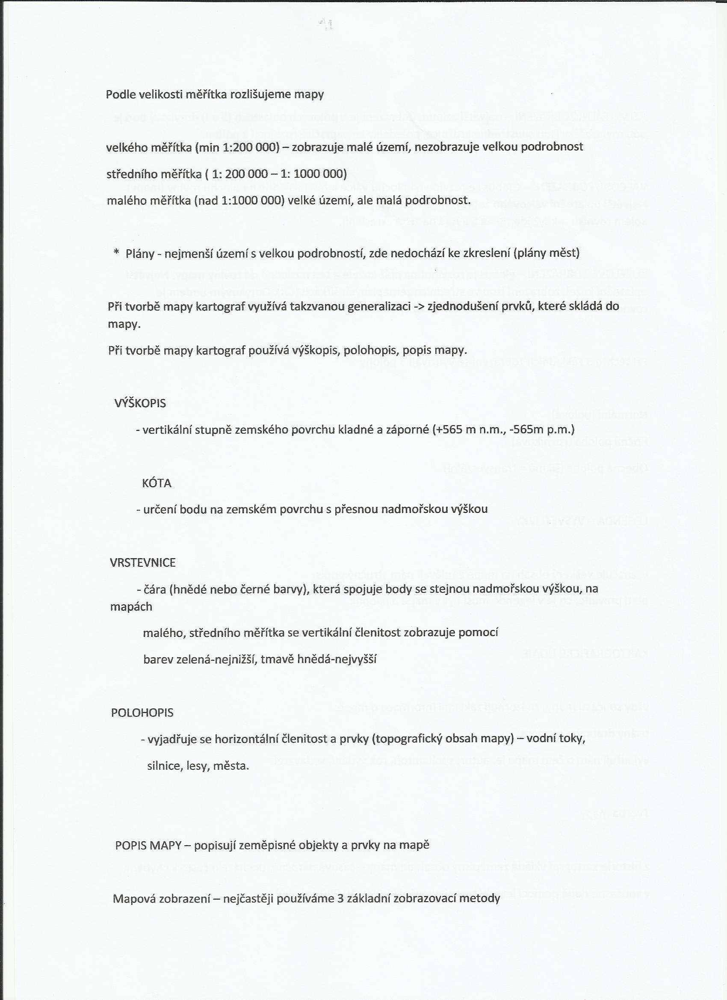 Podle velikosti měřítka rozlišujeme mapy
velkého měřítka (min 1:200 000) – zobrazuje malé území, nezobrazuje velkou podrobnost
středního měřítka ( 1: 200 000 – 1: 1000 000)
malého měřítka (nad 1:1000 000) velké území, ale malá podrobnost.
* Plány - nejmenší území s velkou podrobností, zde nedochází ke zkreslení (plány měst)
Při tvorbě mapy kartograf využívá takzvanou generalizaci -> zjednodušení prvků, které skládá do
mapy.
Při tvorbě mapy kartograf používá výškopis, polohopis, popis mapy.
VÝŠKOPIS
- vertikální stupně zemského povrchu kladné a záporné (+565 m n.m., -565m p.m.)
KÓTA
- určení bodu na zemském povrchu s přesnou nadmořskou výškou
VRSTEVNICE
- čára (hnědé nebo černé barvy), která spojuje body se stejnou nadmořskou výškou, na
mapách
malého, středního měřítka se vertikální členitost zobrazuje pomocí
barev zelená-nejnižší, tmavě hnědá-nejvyšší
POLOHOPIS
- vyjadřuje se horizontální členitost a prvky (topografický obsah mapy) – vodní toky,
silnice, lesy, města.
POPIS MAPY – popisují zeměpisné objekty a prvky na mapě
Mapová zobrazení – nejčastěji používáme 3 základní zobrazovací metody